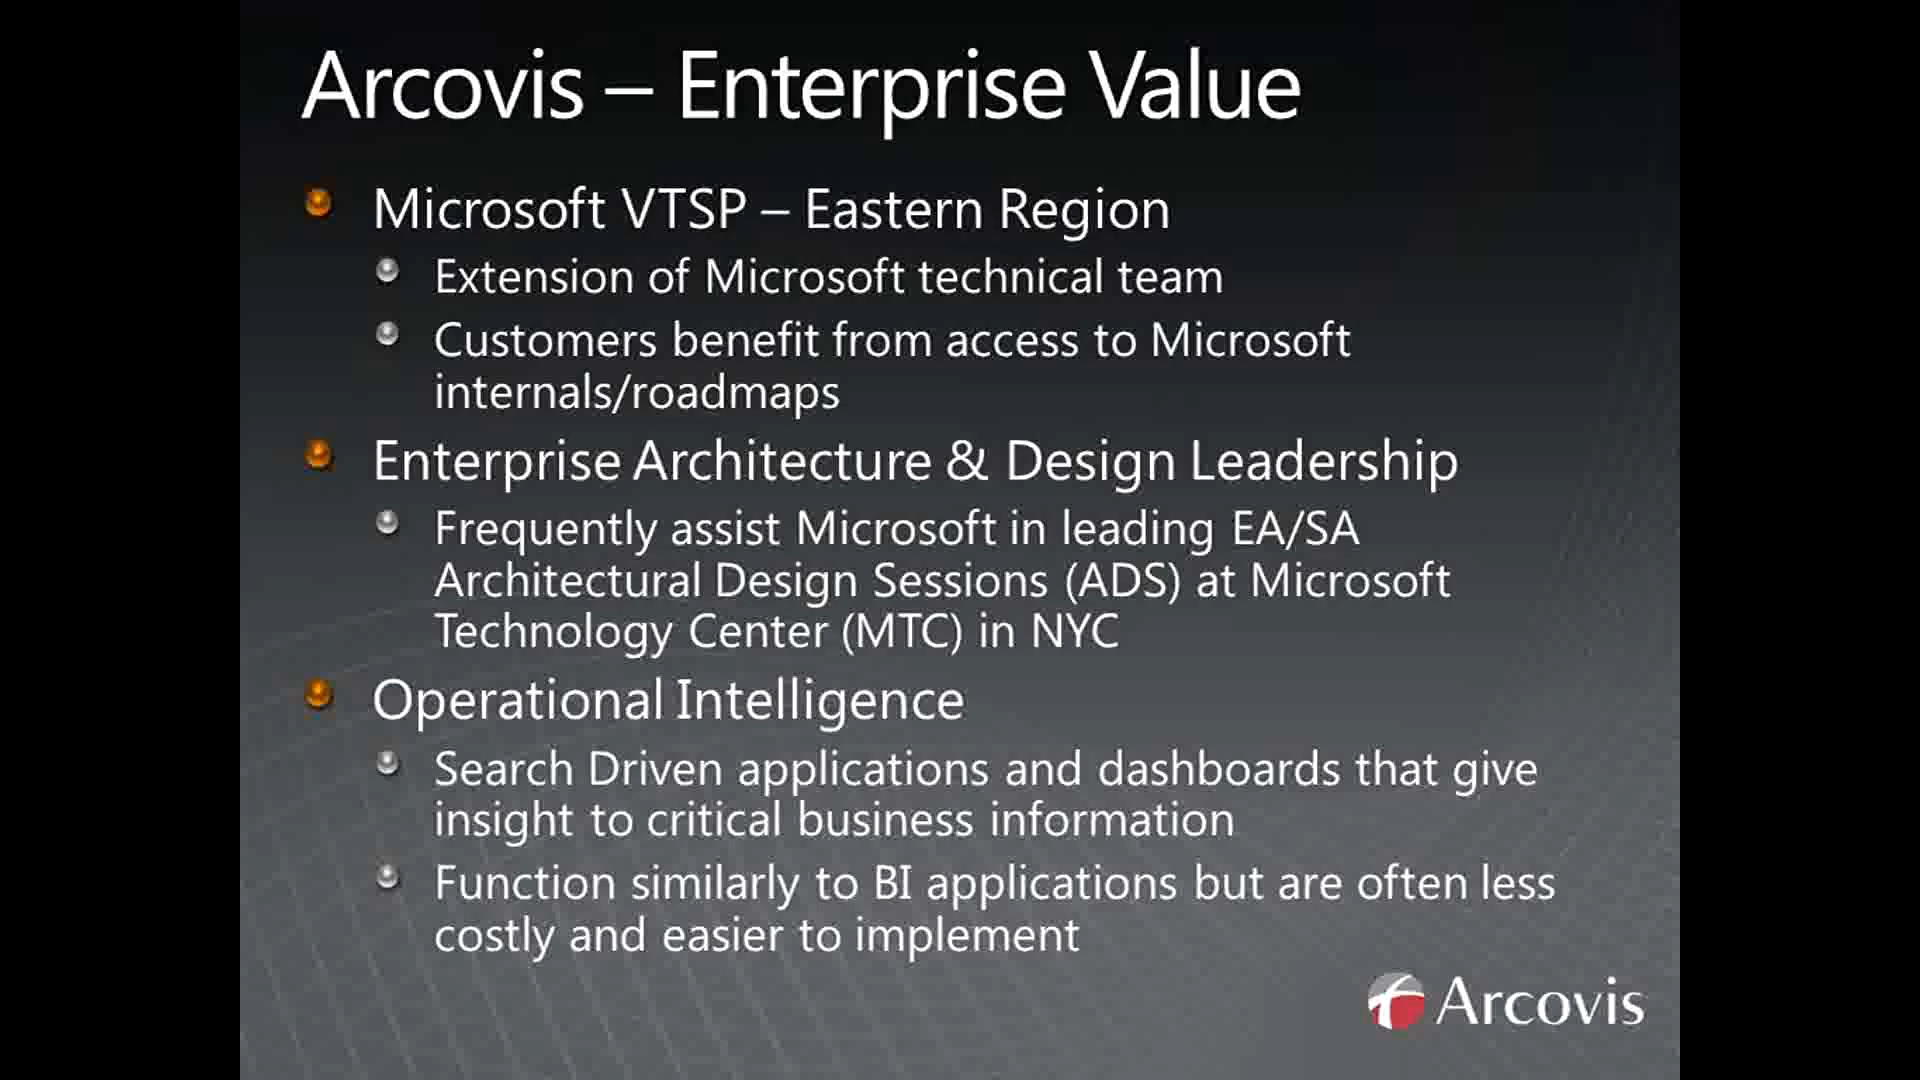 Arcovis – Enterprise Value
Microsoft VTSP – Eastern Region
Extension of Microsoft technical team
Customers benefit from access to Microsoft
internals/roadmaps
Enterprise Architecture & Design Leadership
Frequently assist Microsoft in leading EA/SA
Architectural Design Sessions (ADS) at Microsoft
Technology Center (MTC) in NYC
Operational Intelligence
Search Driven applications and dashboards that give
insight to critical business information
Function similarly to BI applications but are often less
costly and easier to implement
Arcovis